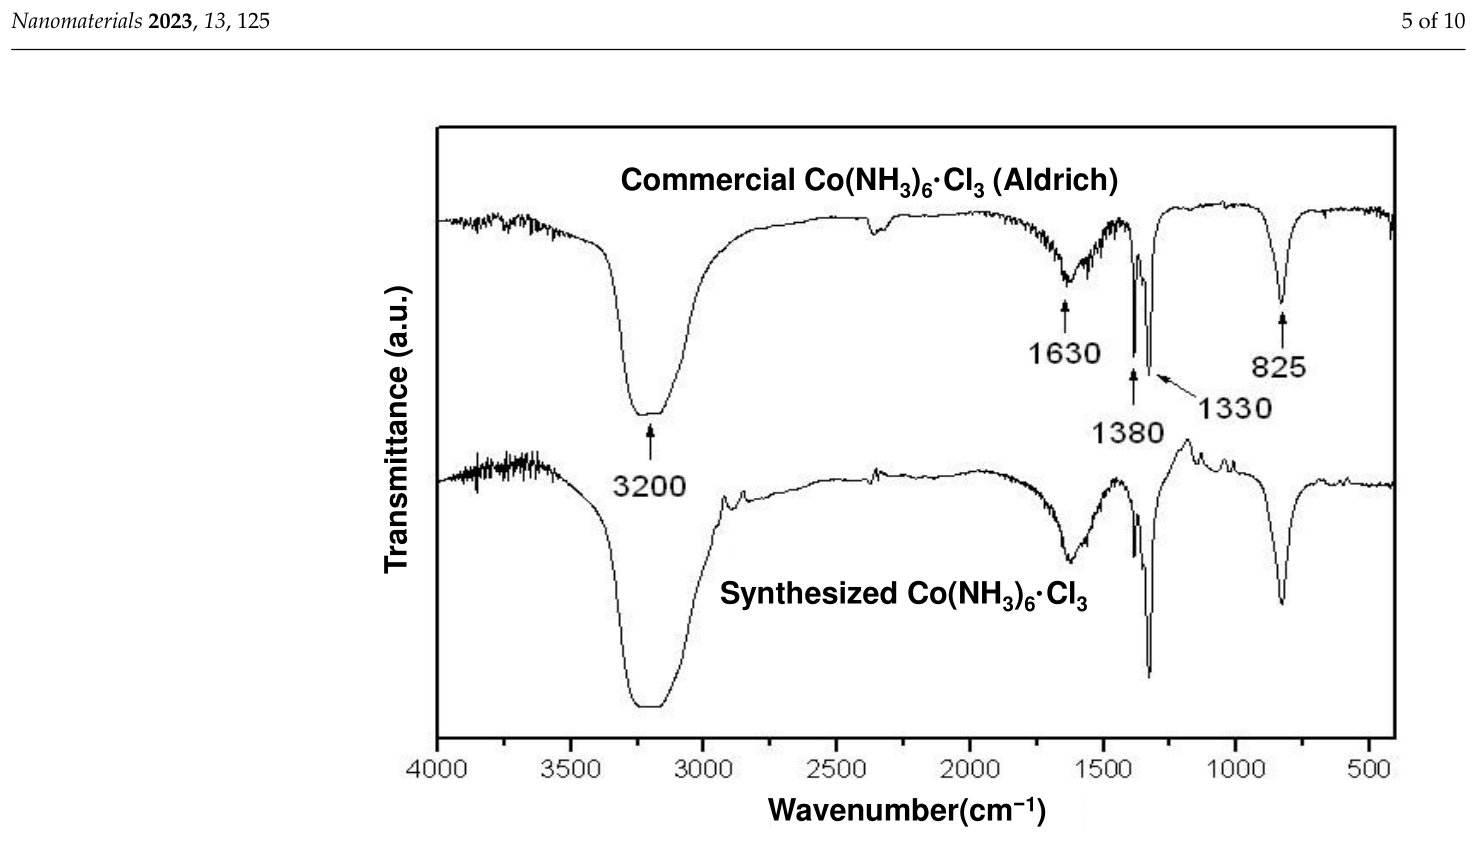 Nanomaterials 2023, 13, 125
5 of 10
Commercial Co(NH₃)₆·Cl₃ (Aldrich)
1630
825
1330
1380
3200
Synthesized Co(NH₃)₆·Cl₃
Transmittance (a.u.)
4000 3500 3000 2500 2000 1500 1000 500
Wavenumber(cm⁻¹)